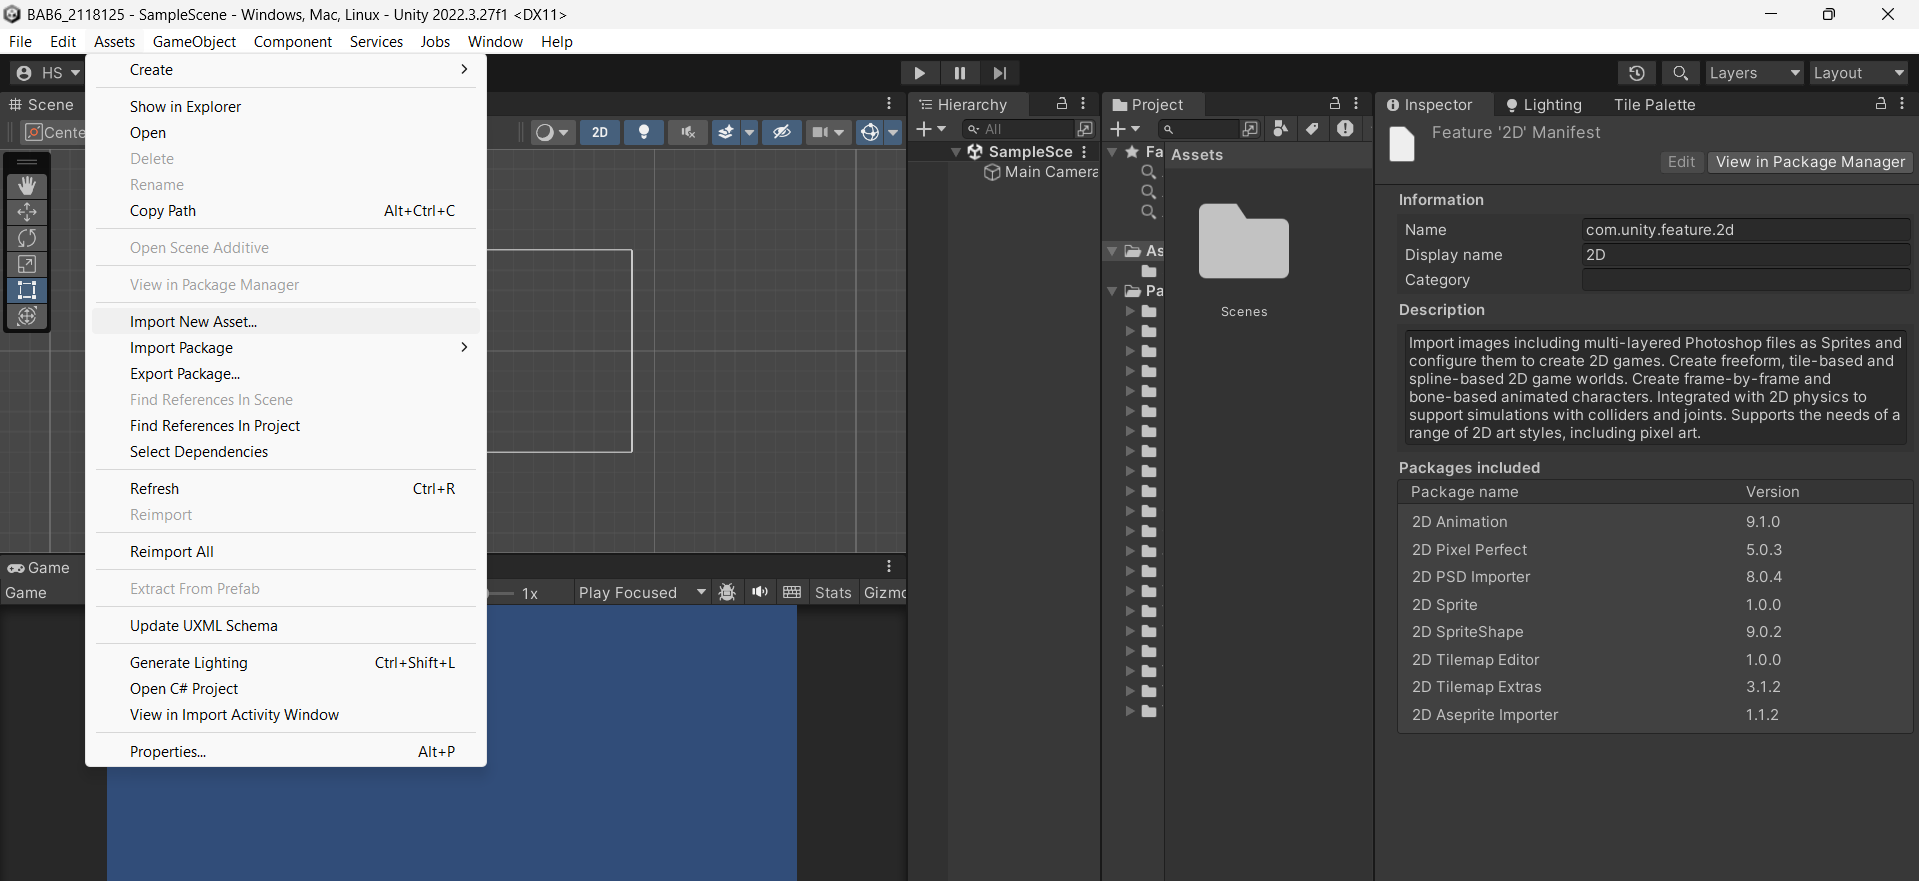 BAB6_2118125 - SampleScene - Windows, Mac, Linux - Unity 2022.3.27f1 <DX11>
File Edit Assets GameObject Component Services Jobs Window Help
HS
Layers Layout
Create
Show in Explorer
Open
Delete
Rename
Copy Path Alt+Ctrl+C
Open Scene Additive
View in Package Manager
Import New Asset...
Import Package
Export Package...
Find References In Scene
Find References In Project
Select Dependencies
Refresh Ctrl+R
Reimport
Reimport All
Extract From Prefab
Update UXML Schema
Generate Lighting Ctrl+Shift+L
Open C# Project
View in Import Activity Window
Properties... Alt+P
Scene
Cente
2D
Game
Game
1x Play Focused Stats Gizmo
Hierarchy
All
SampleSce
Main Camera
Project
Fa
As
Pa
Assets
Scenes
Inspector Lighting Tile Palette
Feature '2D' Manifest
Edit View in Package Manager
Information
Name com.unity.feature.2d
Display name 2D
Category
Description
Import images including multi-layered Photoshop files as Sprites and
configure them to create 2D games. Create freeform, tile-based and
spline-based 2D game worlds. Create frame-by-frame and
bone-based animated characters. Integrated with 2D physics to
support simulations with colliders and joints. Supports the needs of a
range of 2D art styles, including pixel art.
Packages included
Package name Version
2D Animation 9.1.0
2D Pixel Perfect 5.0.3
2D PSD Importer 8.0.4
2D Sprite 1.0.0
2D SpriteShape 9.0.2
2D Tilemap Editor 1.0.0
2D Tilemap Extras 3.1.2
2D Aseprite Importer 1.1.2